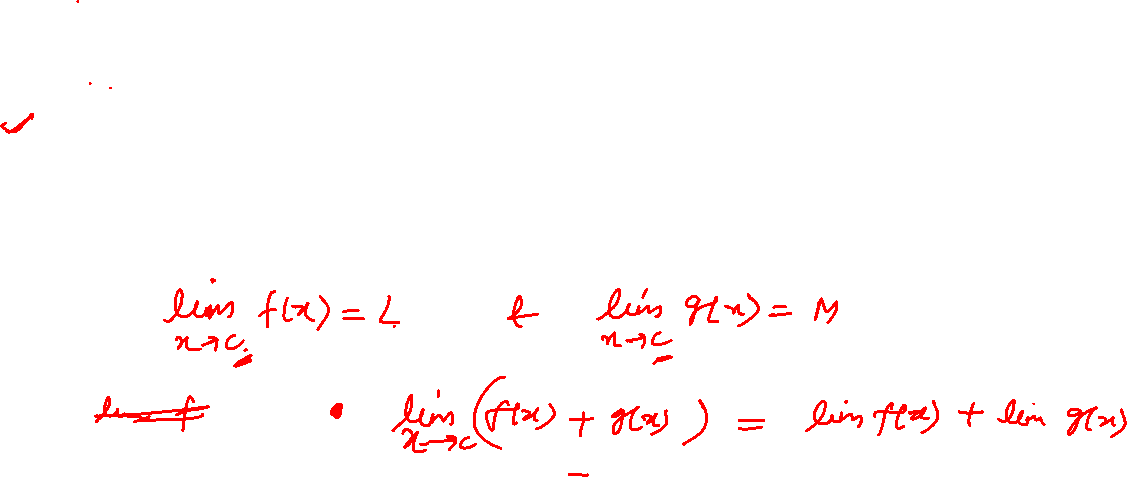 lim f(x) = L & lim g(x) = M
x→c x→c
• lim (f(x) + g(x)) = lim f(x) + lim g(x)
x→c